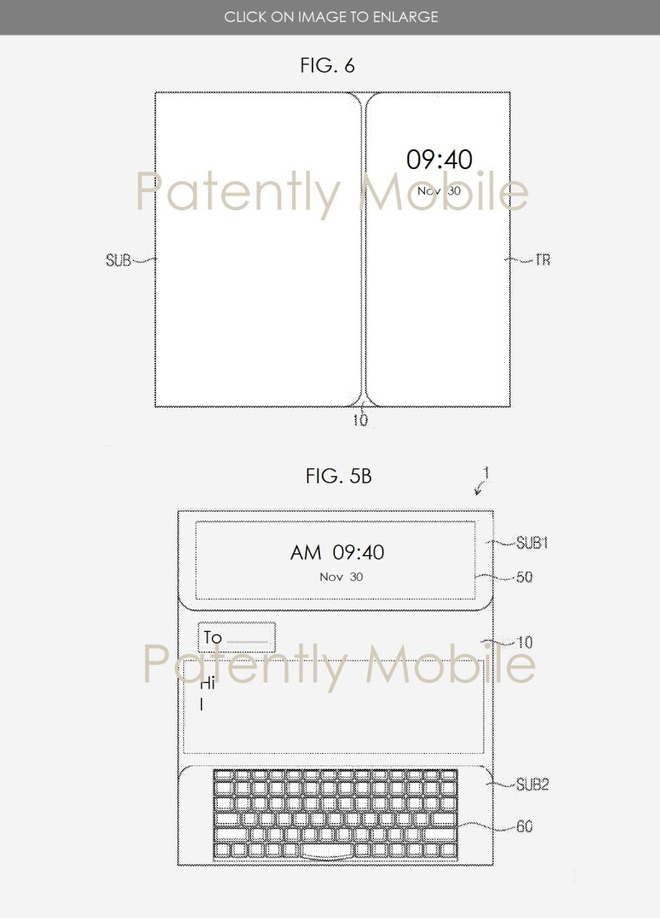 CLICK ON IMAGE TO ENLARGE
FIG. 6
09:40
Nov 30
Patently Mobile
SUB
TR
10
FIG. 5B
1
AM 09:40
Nov 30
SUB1
50
To
10
Patently Mobile
Hi
I
SUB2
60